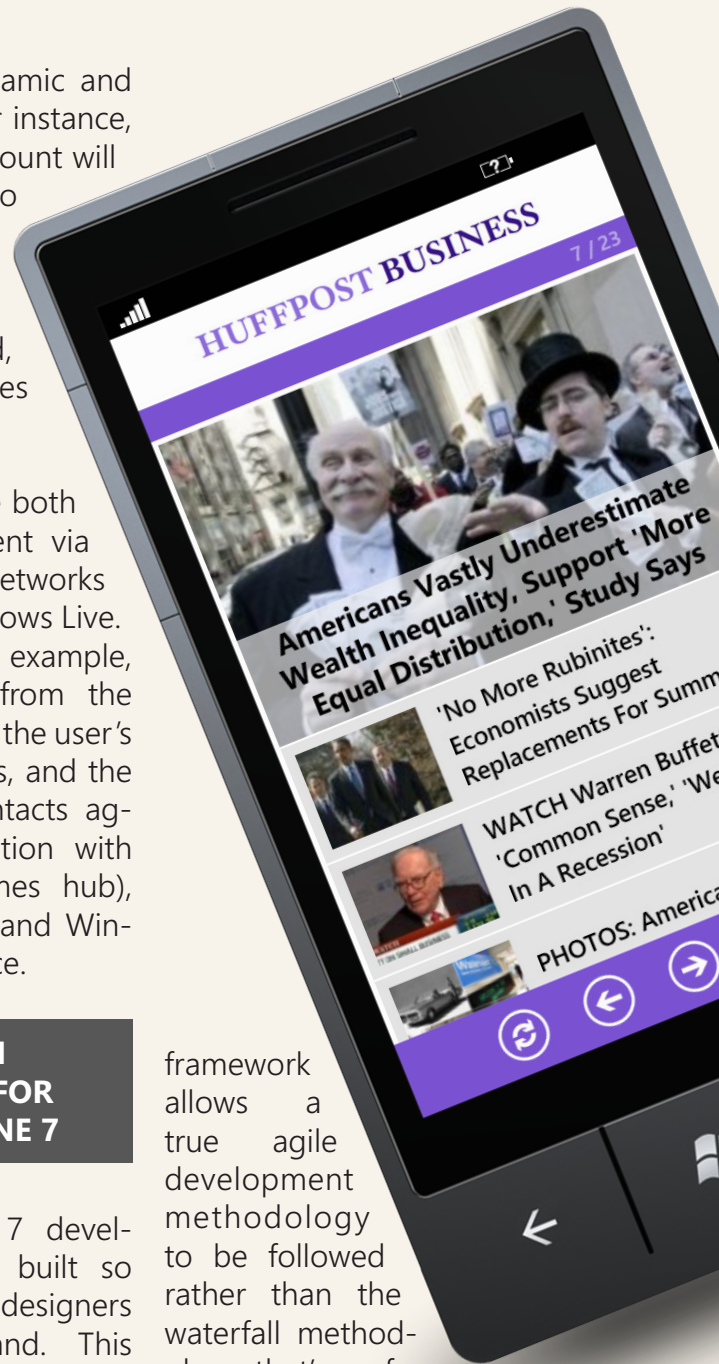 amic and
instance,
ount will
o
es
both
ent via
etworks
ows Live.
example,
from the
the user's
s, and the
ntacts ag-
tion with
mes hub),
and Win-
ce.
FOR
NE 7
7 devel-
built so
designers
and. This
framework
allows a
true agile
development
methodology
to be followed
rather than the
waterfall method-
HUFFPOST BUSINESS
7 / 23
Americans Vastly Underestimate
Wealth Inequality, Support 'More
Equal Distribution,' Study Says
'No More Rubinites':
Economists Suggest
Replacements For Summ
WATCH Warren Buffet
'Common Sense,' 'We
In A Recession'
PHOTOS: America